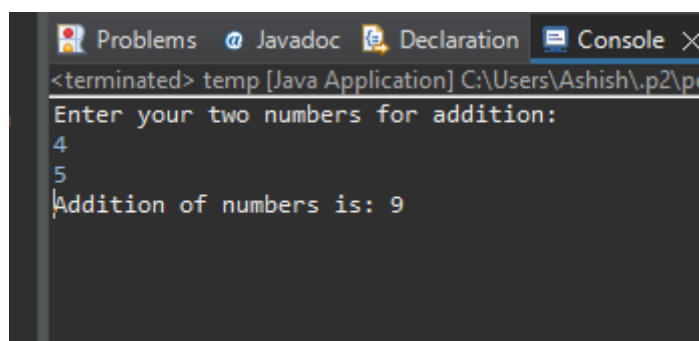 Problems @ Javadoc Declaration Console
<terminated> temp [Java Application] C:\Users\Ashish\.p2\
Enter your two numbers for addition:
4
5
Addition of numbers is: 9